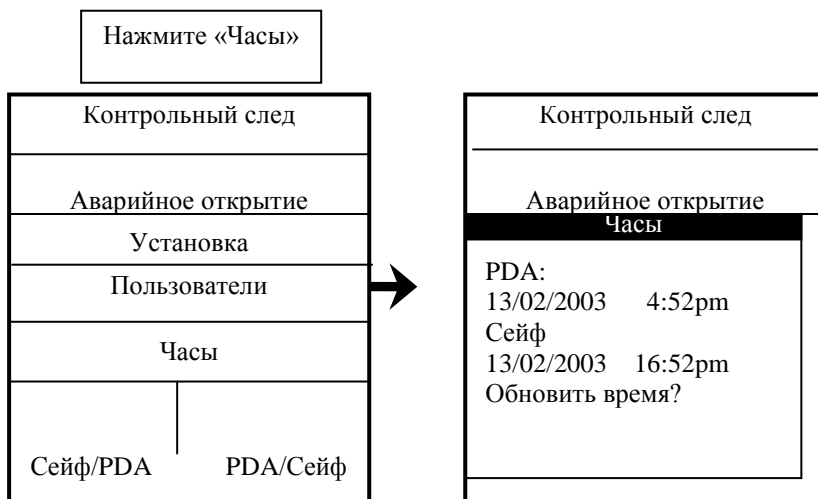 Нажмите «Часы»
Контрольный след
Аварийное открытие
Установка
Пользователи
Часы
Сейф/PDA PDA/Сейф
Контрольный след
Аварийное открытие
Часы
PDA:
13/02/2003 4:52pm
Сейф
13/02/2003 16:52pm
Обновить время?